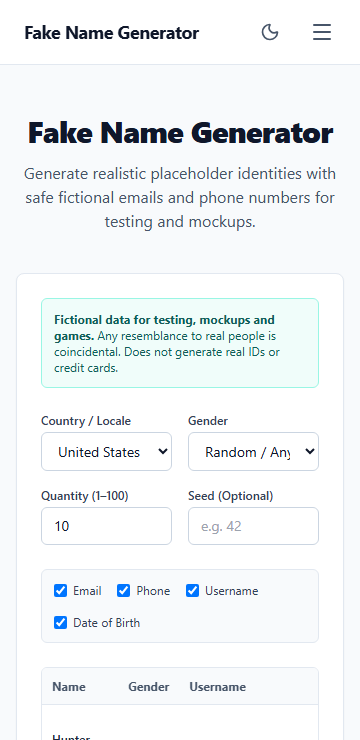 Fake Name Generator
Fake Name Generator
Generate realistic placeholder identities with
safe fictional emails and phone numbers for
testing and mockups.
Fictional data for testing, mockups and
games. Any resemblance to real people is
coincidental. Does not generate real IDs or
credit cards.
Country / Locale Gender
United States Random / Any
Quantity (1–100) Seed (Optional)
10 e.g. 42
Email Phone Username
Date of Birth
Name Gender Username
Hunter